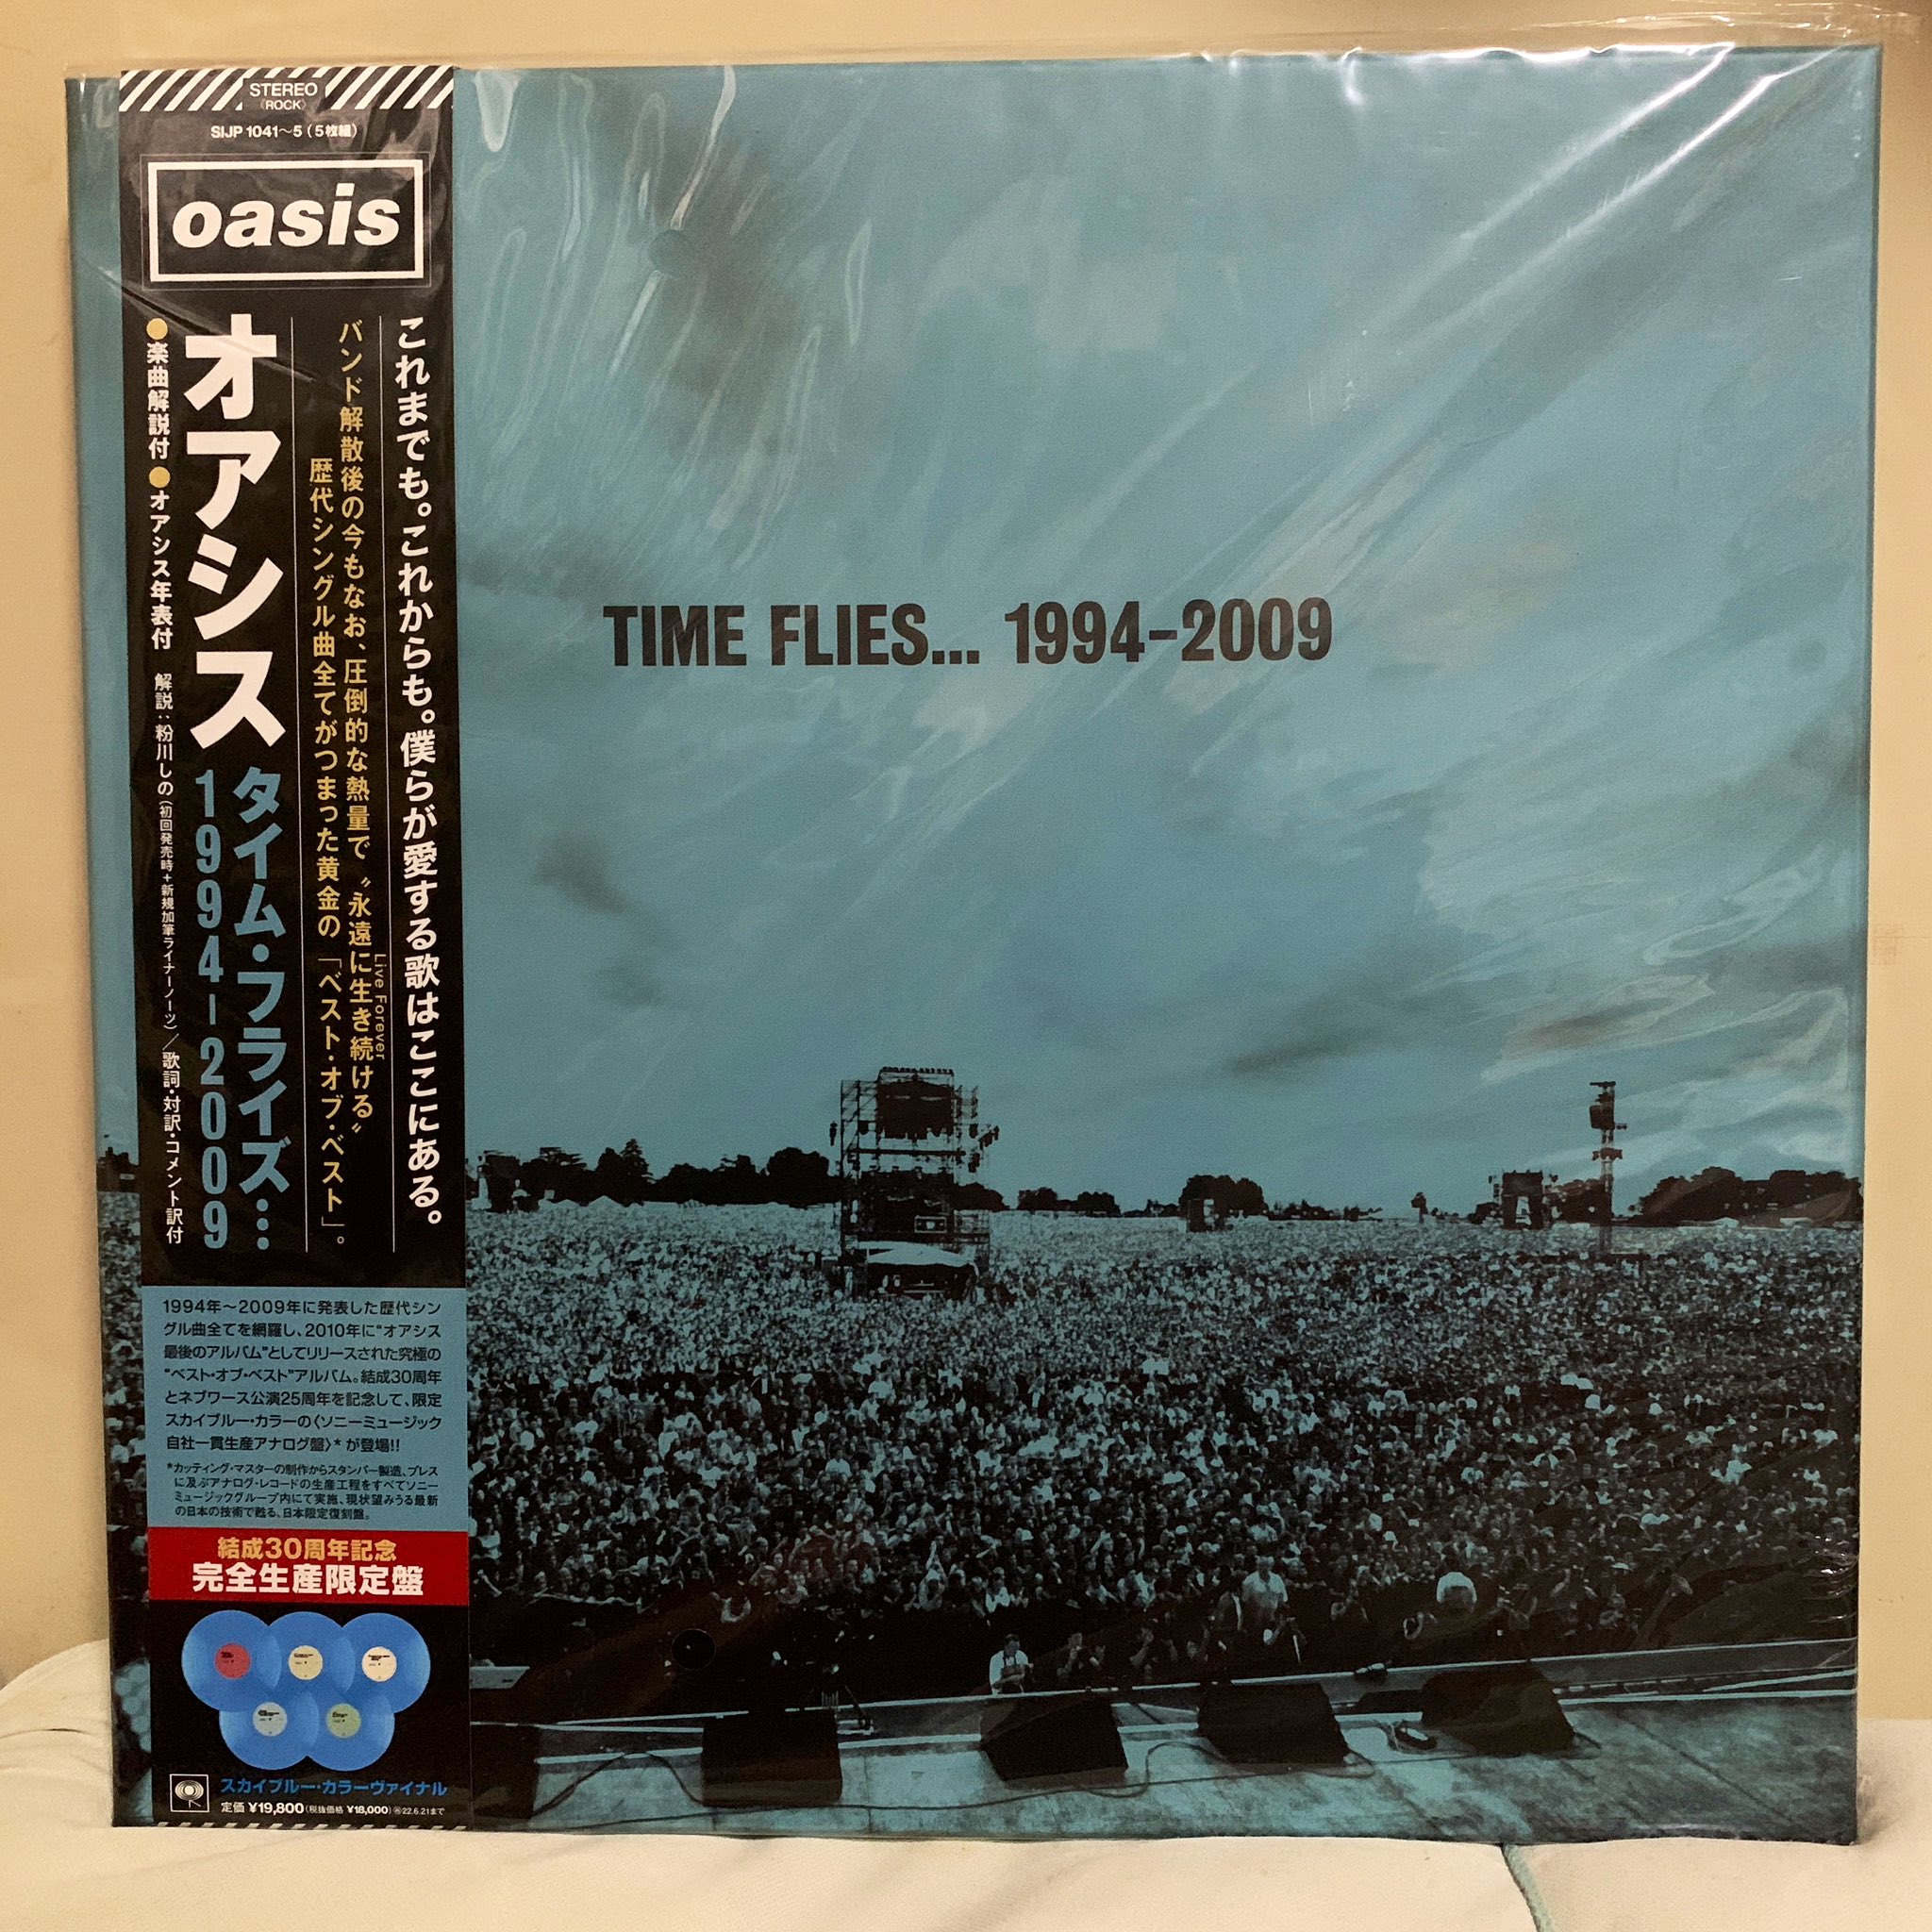 STEREO
《ROCK》
SIJP 1041〜5 (5枚組)
oasis
これまでも。これからも。僕らが愛する歌はここにある。
バンド解散後の今もなお、圧倒的な熱量で〝永遠に生き続ける〟
Live Forever
歴代シングル曲全てがつまった黄金の「ベスト・オブ・ベスト」。
オアシス
タイム・フライズ…
1994-2009
●楽曲解説付●オアシス年表付 解説:粉川しの(初回発売時+新規加筆ライナーノーツ)/歌詞・対訳・コメント訳付
1994年〜2009年に発表した歴代シン
グル曲全てを網羅し、2010年に“オアシス
最後のアルバム”としてリリースされた究極の
“ベスト・オブ・ベスト”アルバム。結成30周年
とネブワース公演25周年を記念して、限定
スカイブルー・カラーの〈ソニーミュージック
自社一貫生産アナログ盤〉* が登場!!
*カッティング・マスターの制作からスタンパー製造、プレス
に及ぶアナログ・レコードの生産工程をすべてソニー
ミュージックグループ内にて実施、現状望みうる最新
の日本の技術で甦る、日本限定復刻盤。
結成30周年記念
完全生産限定盤
スカイブルー・カラーヴァイナル
定価 ¥19,800(税抜価格 ¥18,000) 22.6.21まで
TIME FLIES... 1994-2009